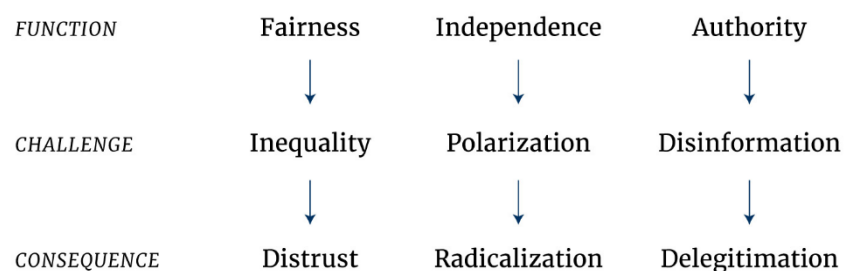 FUNCTION Fairness Independence Authority
CHALLENGE Inequality Polarization Disinformation
CONSEQUENCE Distrust Radicalization Delegitimation